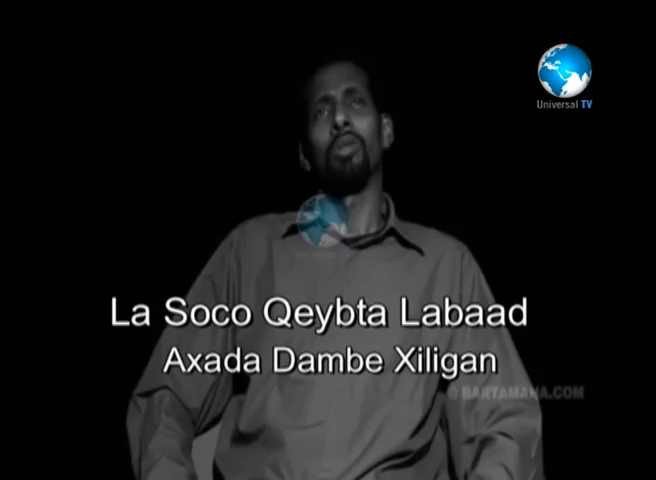 Universal TV
La Soco Qeybta Labaad
Axada Dambe Xiligan
© BARTAMAHA.COM